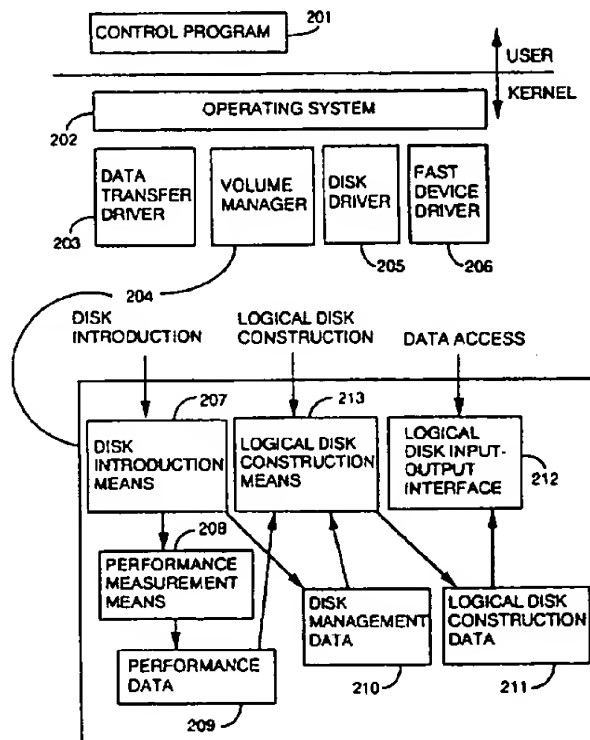 CONTROL PROGRAM
201
USER
KERNEL
OPERATING SYSTEM
202
DATA
TRANSFER
DRIVER
203
VOLUME
MANAGER
DISK
DRIVER
205
FAST
DEVICE
DRIVER
206
204
DISK
INTRODUCTION
LOGICAL DISK
CONSTRUCTION
DATA ACCESS
207
DISK
INTRODUCTION
MEANS
213
LOGICAL DISK
CONSTRUCTION
MEANS
LOGICAL
DISK INPUT-
OUTPUT
INTERFACE
212
208
PERFORMANCE
MEASUREMENT
MEANS
PERFORMANCE
DATA
209
DISK
MANAGEMENT
DATA
210
LOGICAL DISK
CONSTRUCTION
DATA
211